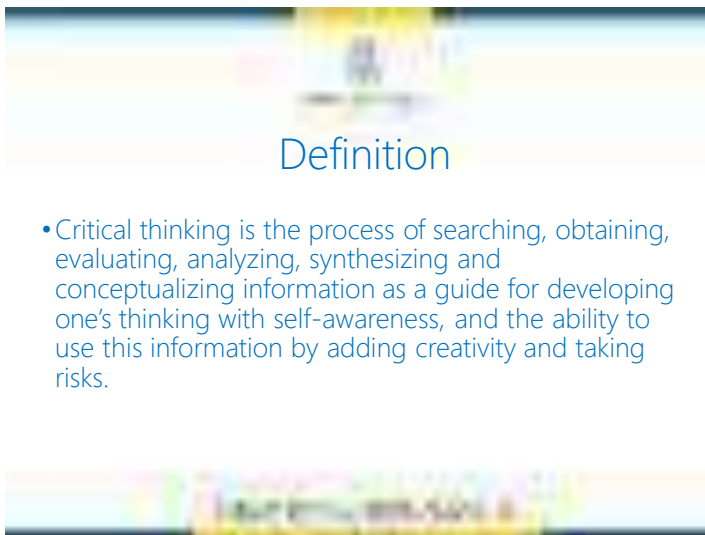 Definition
•Critical thinking is the process of searching, obtaining,
evaluating, analyzing, synthesizing and
conceptualizing information as a guide for developing
one’s thinking with self-awareness, and the ability to
use this information by adding creativity and taking
risks.